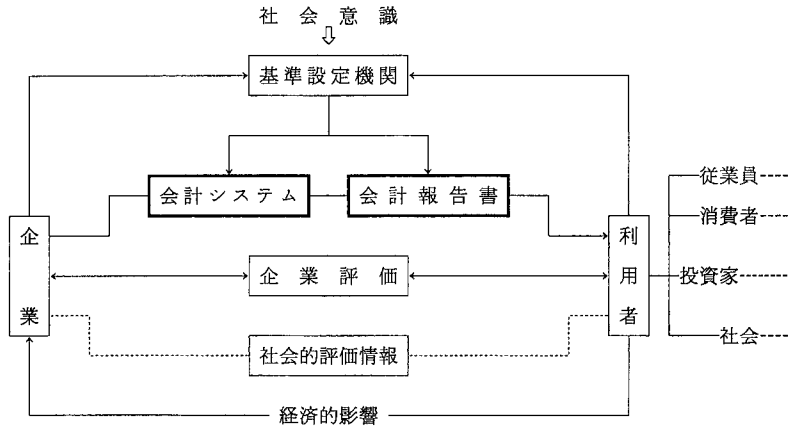 社会意識
基準設定機関
会計システム
会計報告書
従業員
消費者
企業
利用者
投資家
企業評価
社会的評価情報
社会
経済的影響